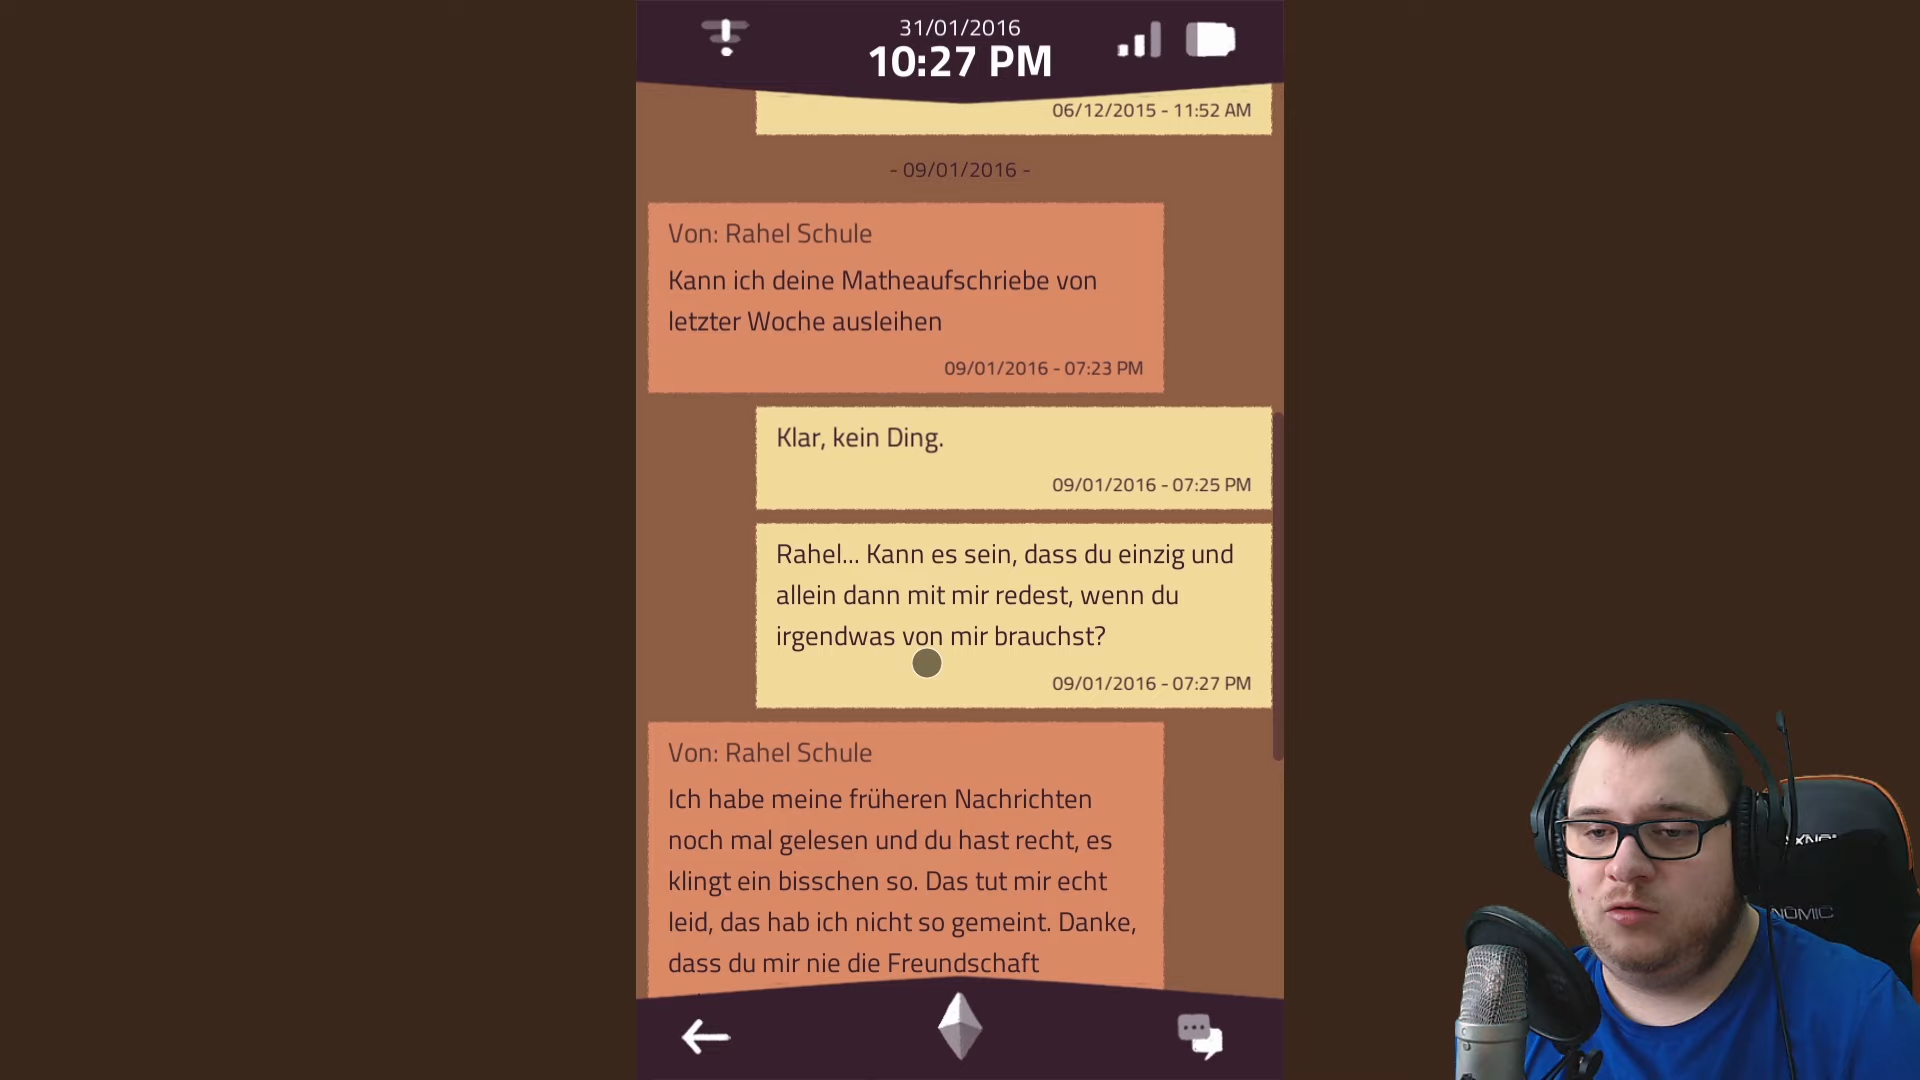 31/01/2016
10:27 PM
06/12/2015 - 11:52 AM
- 09/01/2016 -
Von: Rahel Schule
Kann ich deine Matheaufschriebe von
letzter Woche ausleihen
09/01/2016 - 07:23 PM
Klar, kein Ding.
09/01/2016 - 07:25 PM
Rahel... Kann es sein, dass du einzig und
allein dann mit mir redest, wenn du
irgendwas von mir brauchst?
09/01/2016 - 07:27 PM
Von: Rahel Schule
Ich habe meine früheren Nachrichten
noch mal gelesen und du hast recht, es
klingt ein bisschen so. Das tut mir echt
leid, das hab ich nicht so gemeint. Danke,
dass du mir nie die Freundschaft